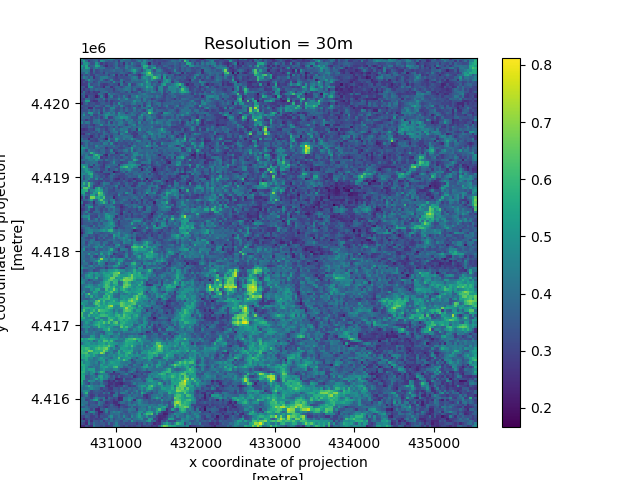 Resolution = 30m
1e6
4.420
4.419
4.418
4.417
4.416
y coordinate of projection
[metre]
431000 432000 433000 434000 435000
x coordinate of projection
[metre]
0.8
0.7
0.6
0.5
0.4
0.3
0.2